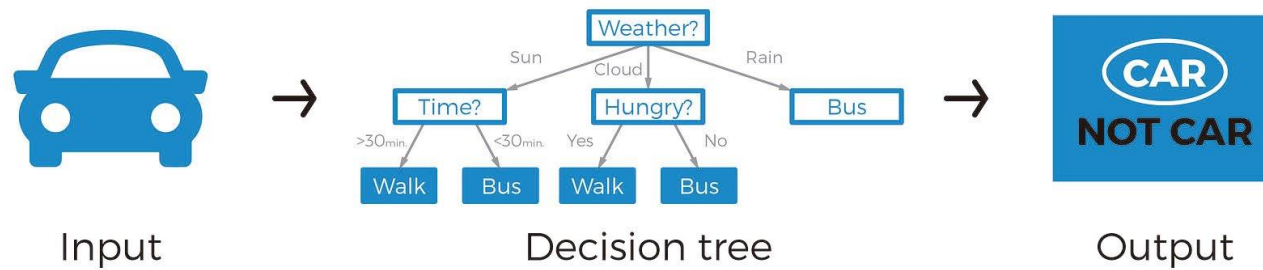 Weather?
Sun
Cloud
Rain
Time?
Hungry?
Bus
>30min.
<30min.
Yes
No
Walk
Bus
Walk
Bus
CAR
NOT CAR
Input
Decision tree
Output